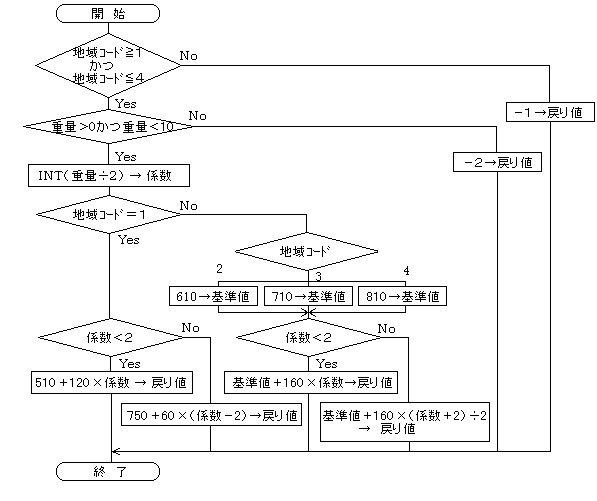 開 始
地域コード≧1
かつ
地域コード≦4
No
Yes
－1→戻り値
重量>0かつ重量<10
No
Yes
－2→戻り値
INT(重量÷2) → 係数
地域コード＝1
No
Yes
地域コード
2
3
4
610→基準値
710→基準値
810→基準値
係数<2
No
Yes
係数<2
No
Yes
510＋120×係数 → 戻り値
基準値＋160×係数→戻り値
750＋60×(係数－2)→戻り値
基準値＋160×(係数＋2)÷2
→ 戻り値
終 了